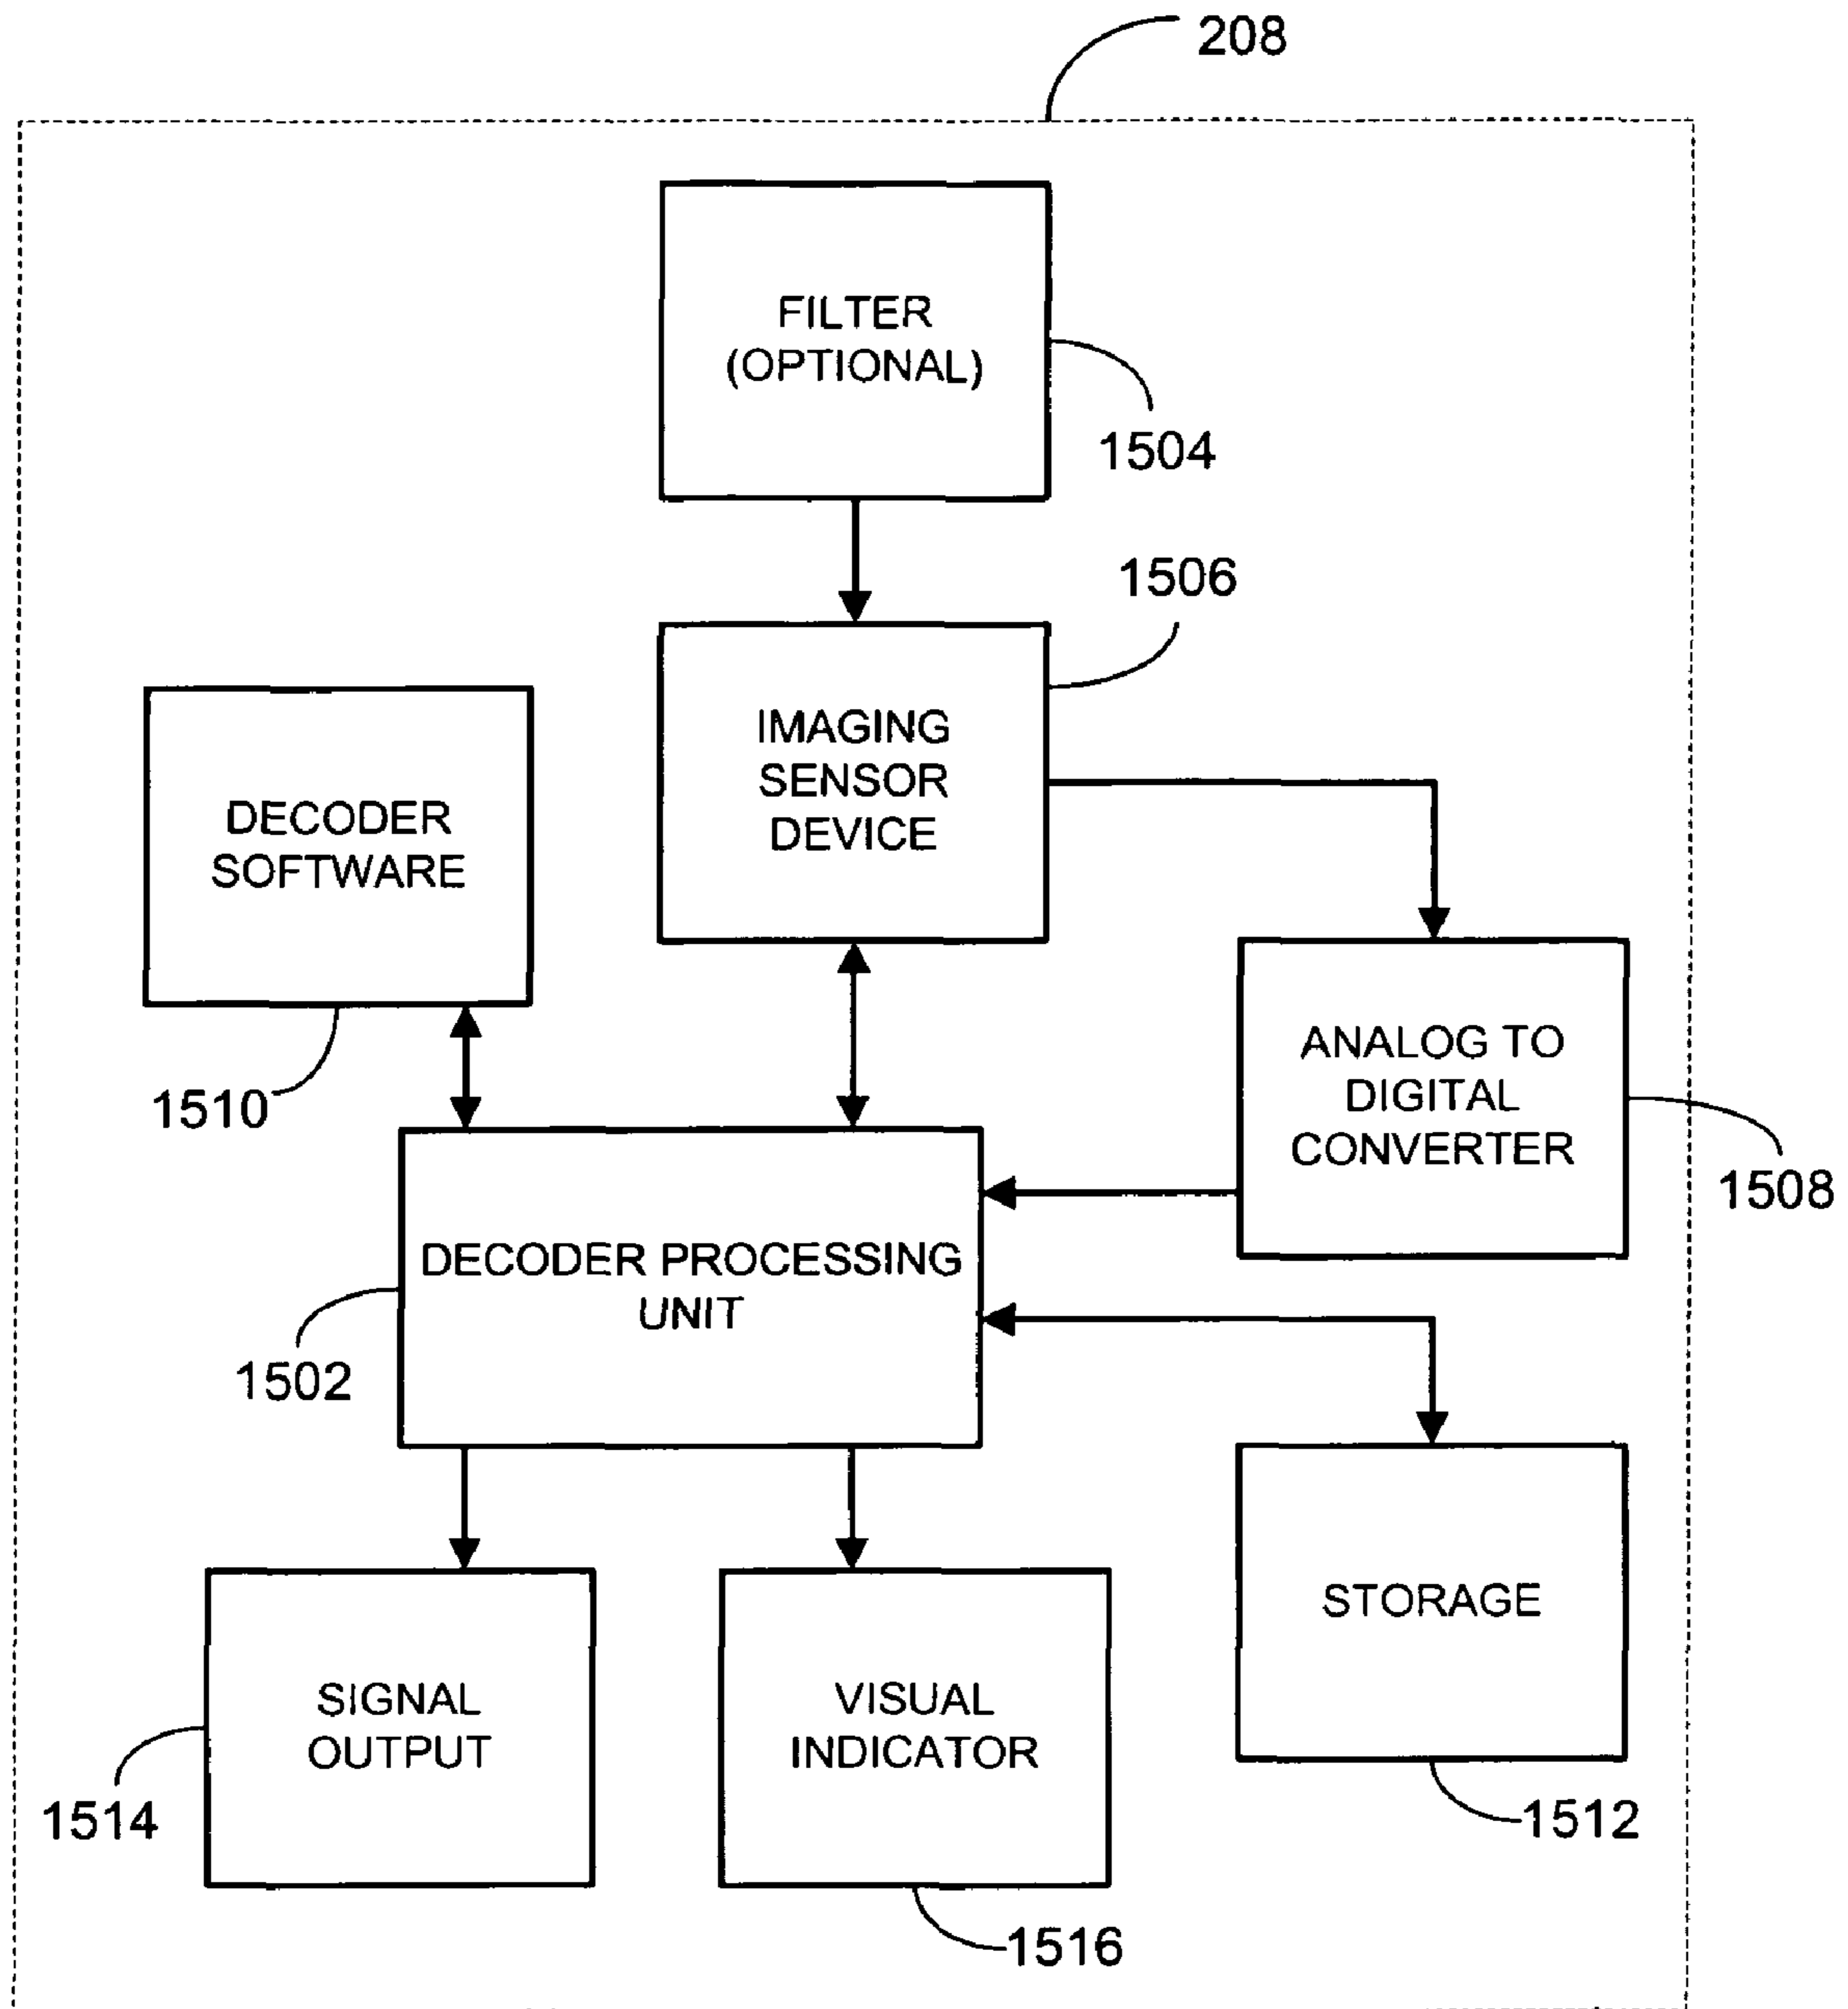 208
FILTER
(OPTIONAL)
1504
1506
IMAGING
SENSOR
DEVICE
DECODER
SOFTWARE
1510
ANALOG TO
DIGITAL
CONVERTER
1508
DECODER PROCESSING
UNIT
1502
STORAGE
1512
SIGNAL
OUTPUT
1514
VISUAL
INDICATOR
1516